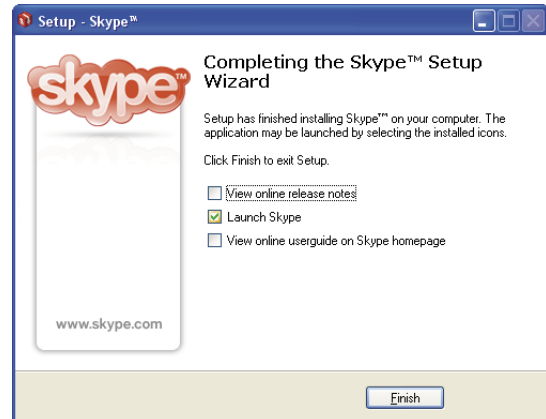 Setup - Skype™
skype™
Completing the Skype™ Setup
Wizard
Setup has finished installing Skype™ on your computer. The
application may be launched by selecting the installed icons.
Click Finish to exit Setup.
View online release notes
Launch Skype
View online userguide on Skype homepage
www.skype.com
Finish